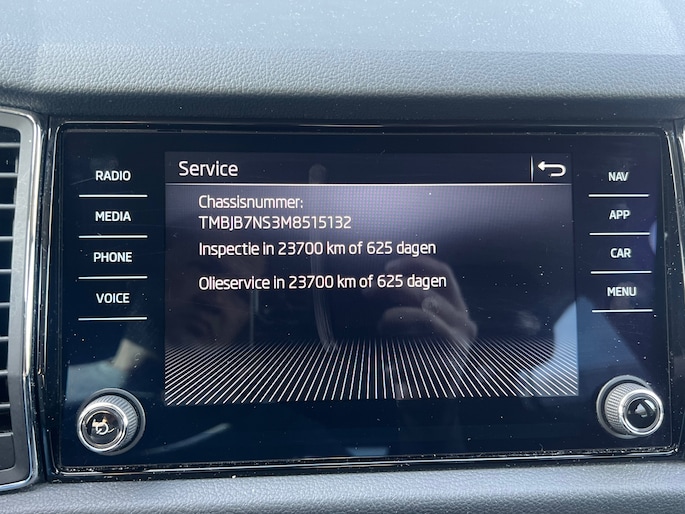 Service
RADIO
MEDIA
PHONE
VOICE
Chassisnummer:
TMBJB7NS3M8515132
Inspectie in 23700 km of 625 dagen
Olieservice in 23700 km of 625 dagen
NAV
APP
CAR
MENU